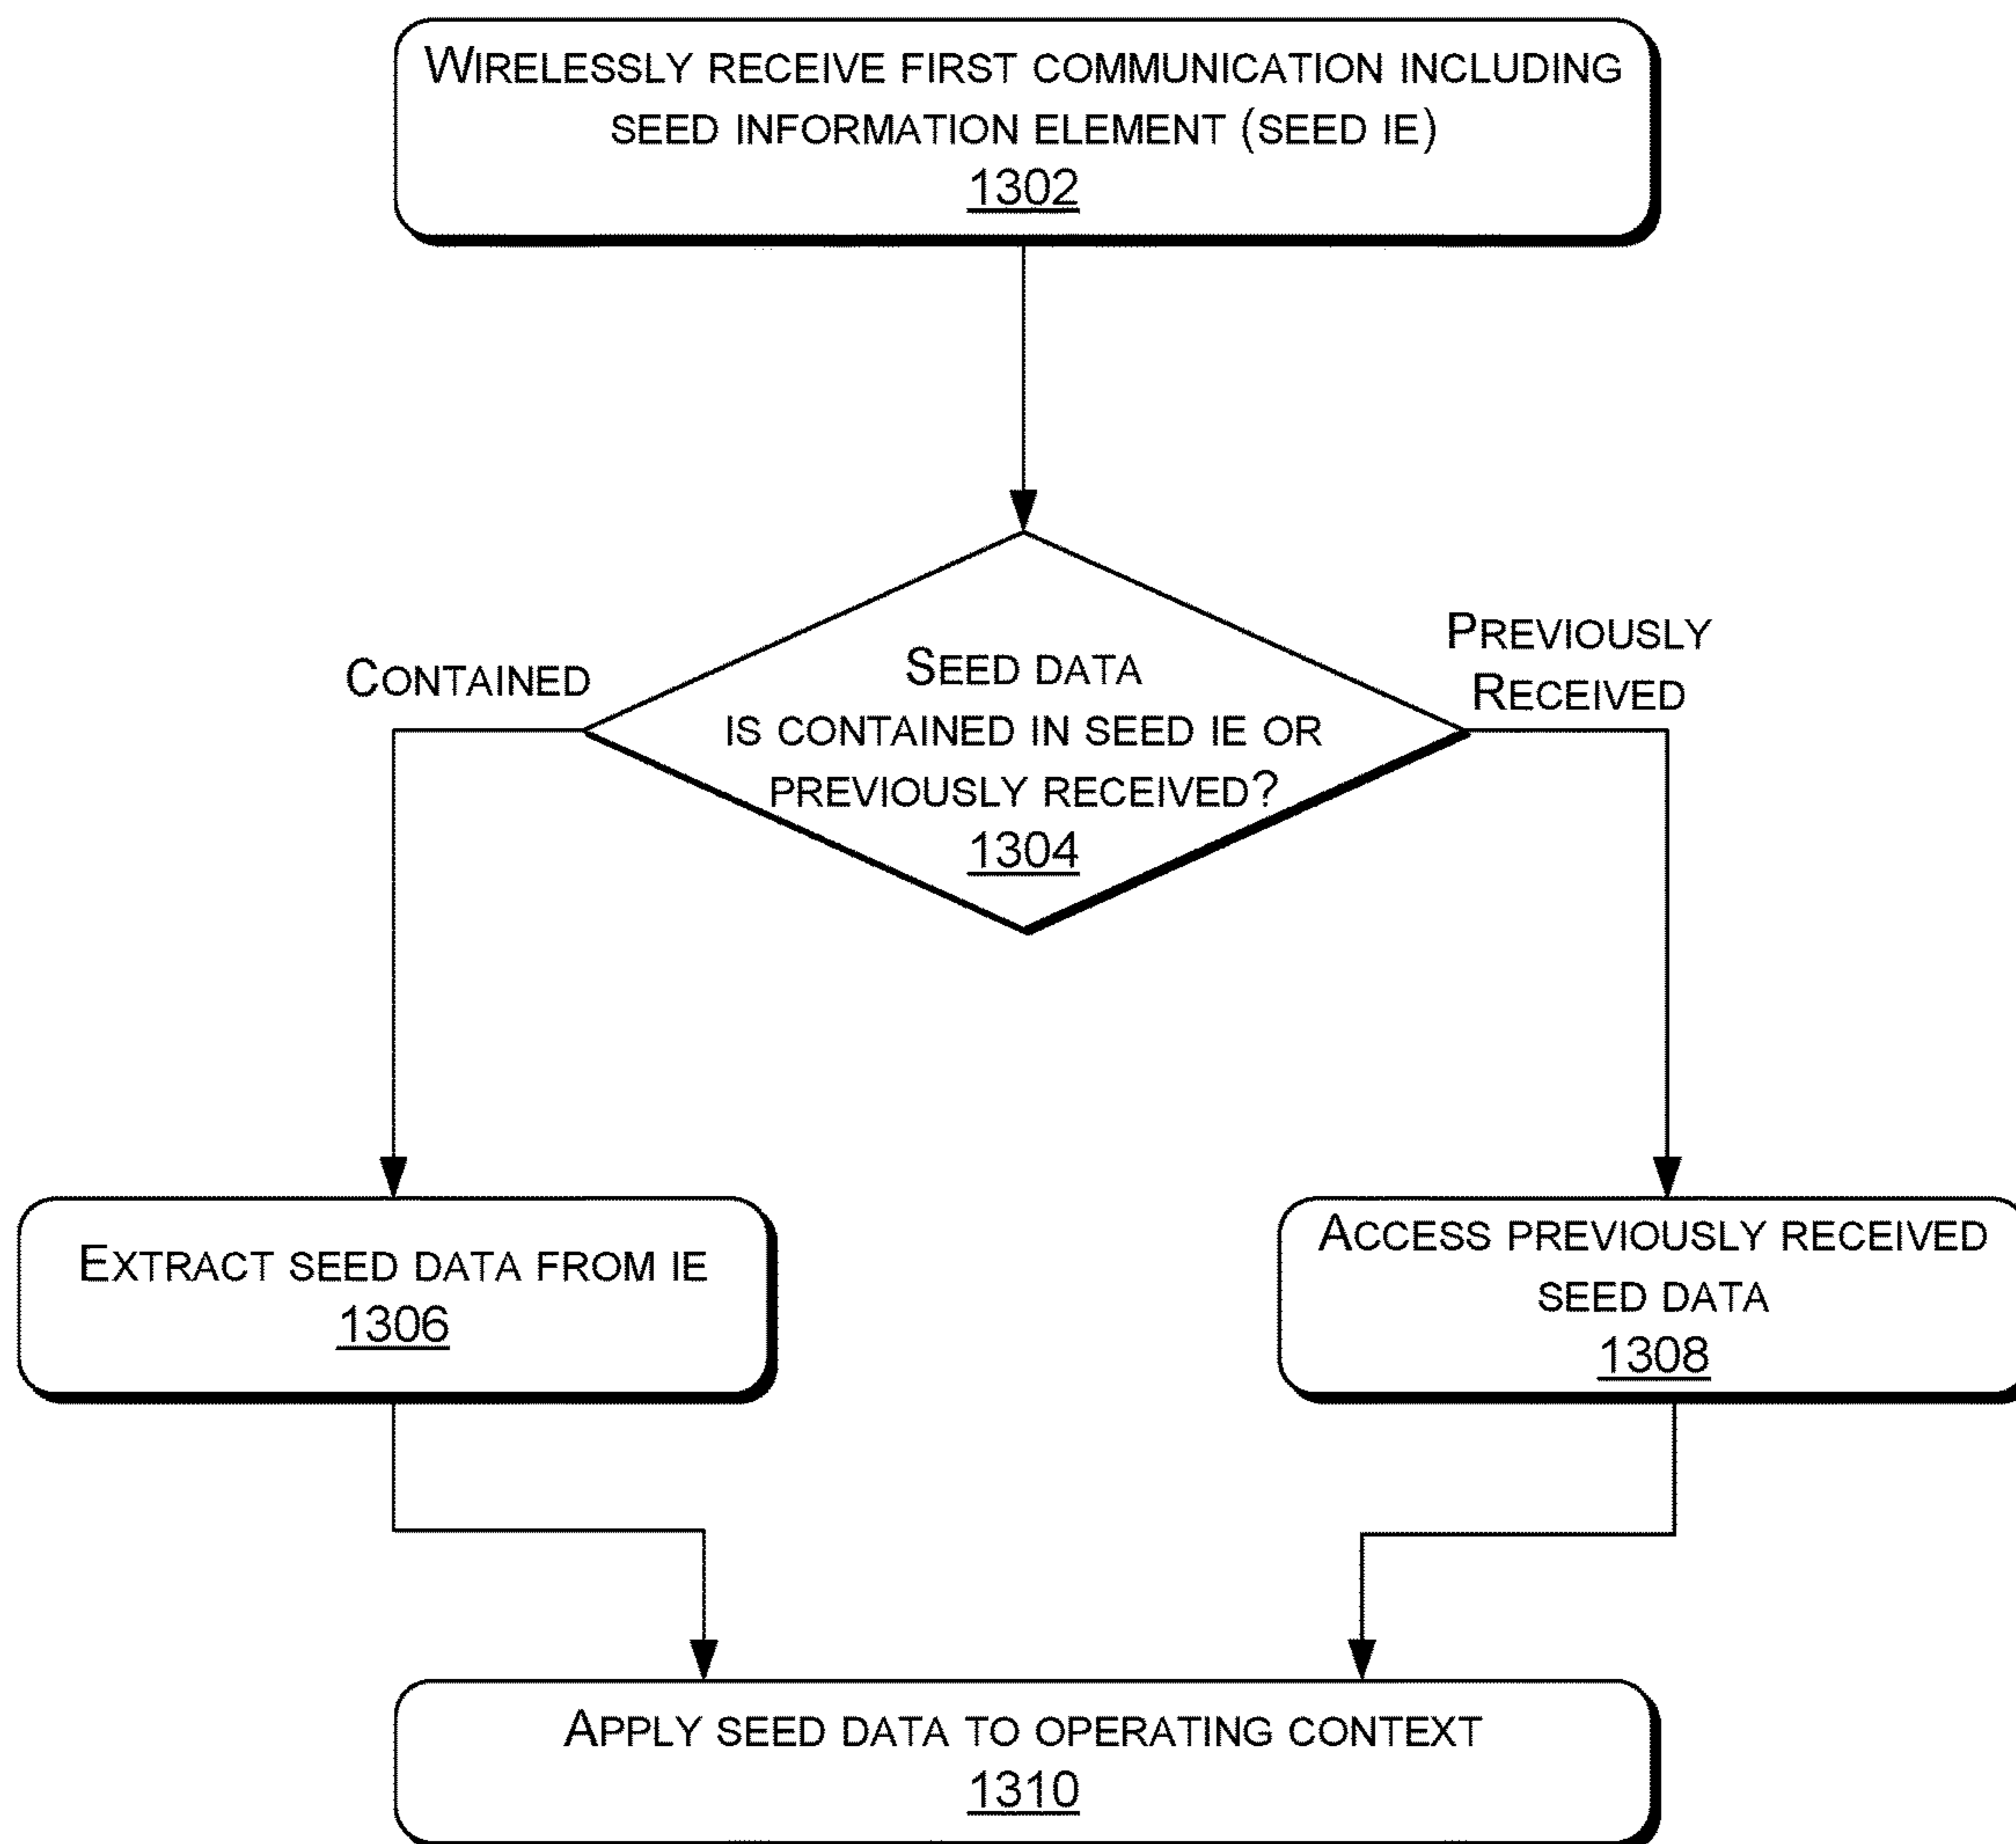 WIRELESSLY RECEIVE FIRST COMMUNICATION INCLUDING
SEED INFORMATION ELEMENT (SEED IE)
1302
CONTAINED
SEED DATA
IS CONTAINED IN SEED IE OR
PREVIOUSLY RECEIVED?
1304
PREVIOUSLY
RECEIVED
EXTRACT SEED DATA FROM IE
1306
ACCESS PREVIOUSLY RECEIVED
SEED DATA
1308
APPLY SEED DATA TO OPERATING CONTEXT
1310